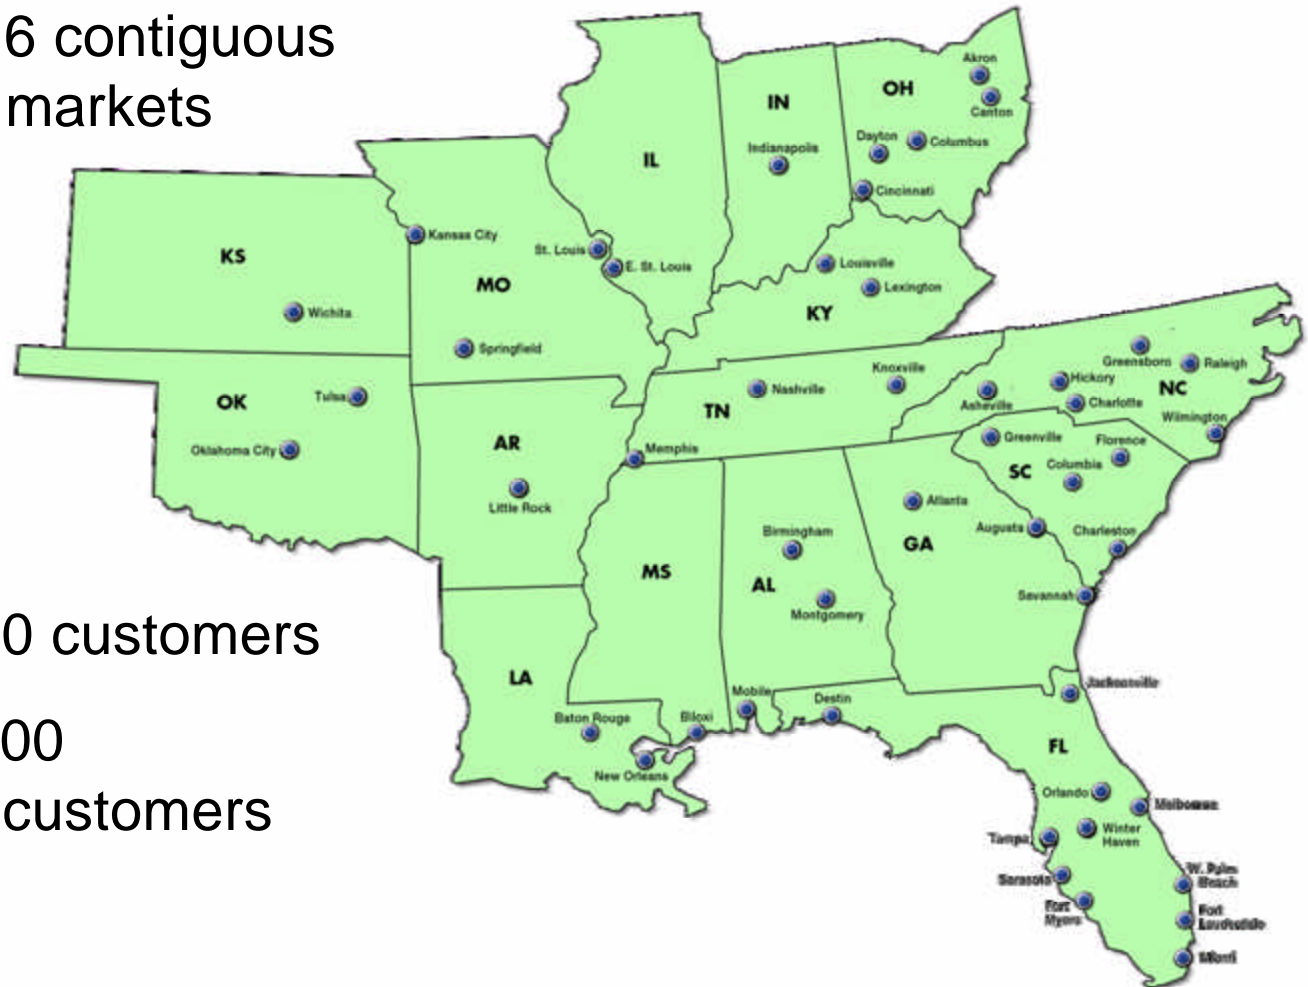 6 contiguous
markets
0 customers
00
customers
IL
IN
OH
Akron
Canton
Dayton
Columbus
Indianapolis
Cincinnati
KS
Kansas City
St. Louis
E. St. Louis
MO
Wichita
Springfield
Louisville
Lexington
KY
OK
Tulsa
Oklahoma City
AR
Little Rock
TN
Nashville
Knoxville
Memphis
Greensboro
Raleigh
Hickory
NC
Asheville
Charlotte
Wilmington
Greenville
Florence
SC
Columbia
Charleston
MS
AL
Birmingham
Montgomery
GA
Atlanta
Augusta
Savannah
LA
Baton Rouge
New Orleans
Biloxi
Mobile
Destin
Jacksonville
FL
Orlando
Melbourne
Winter
Haven
Tampa
Sarasota
Fort
Myers
W. Palm
Beach
Fort
Lauderdale
Miami